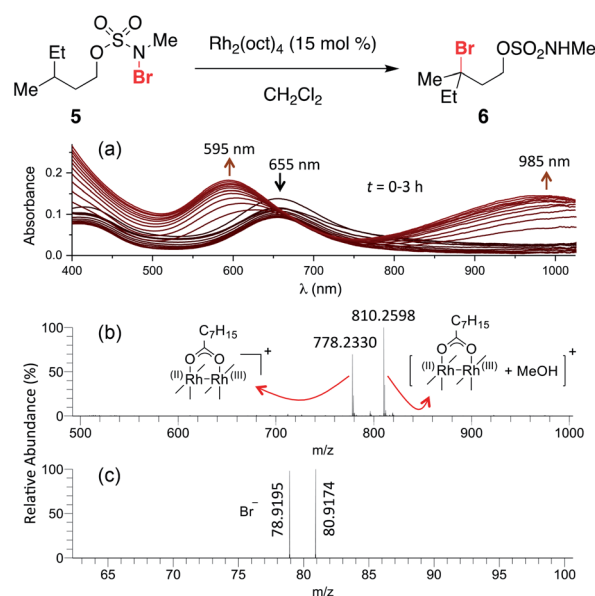 O O
S
Et O N Me
Br
Me
5
Rh₂(oct)₄ (15 mol %)
CH₂Cl₂
Br OSO₂NHMe
Me
Et
6
(a)
595 nm
655 nm
985 nm
t = 0-3 h
Absorbance
0.2
0.1
0.0
400 500 600 700 800 900 1000
λ (nm)
(b)
Relative Abundance (%)
100
50
0
C₇H₁₅
O O +
(II) Rh Rh (III)
778.2330
810.2598
C₇H₁₅
O O
(II) Rh Rh (III) + MeOH +
500 600 700 800 900 1000
m/z
(c)
100
50
0
Br⁻
78.9195
80.9174
65 70 75 80 85 90 95 100
m/z